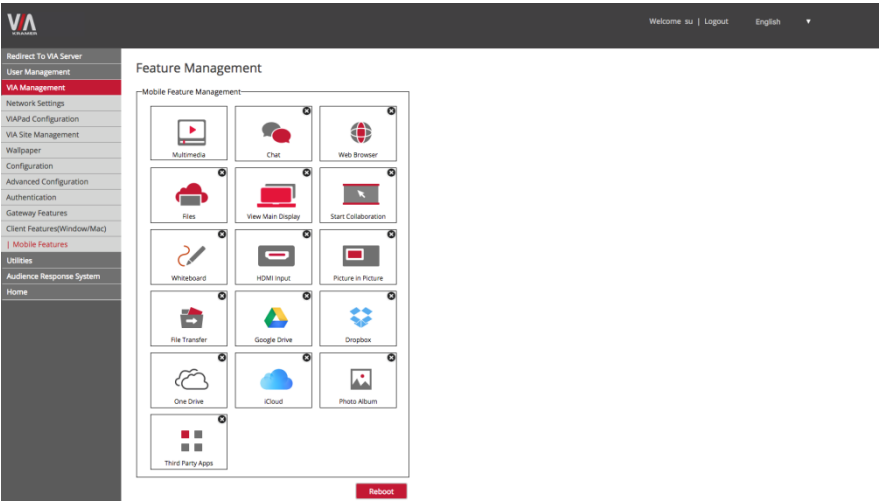 VIA
KRAMER
Welcome su | Logout English ▼
Redirect To VIA Server
User Management
VIA Management
Network Settings
VIAPad Configuration
VIA Site Management
Wallpaper
Configuration
Advanced Configuration
Authentication
Gateway Features
Client Features(Window/Mac)
| Mobile Features
Utilities
Audience Response System
Home
Feature Management
Mobile Feature Management
Multimedia Chat Web Browser
Files View Main Display Start Collaboration
Whiteboard HDMI Input Picture in Picture
File Transfer Google Drive Dropbox
One Drive iCloud Photo Album
Third Party Apps
Reboot